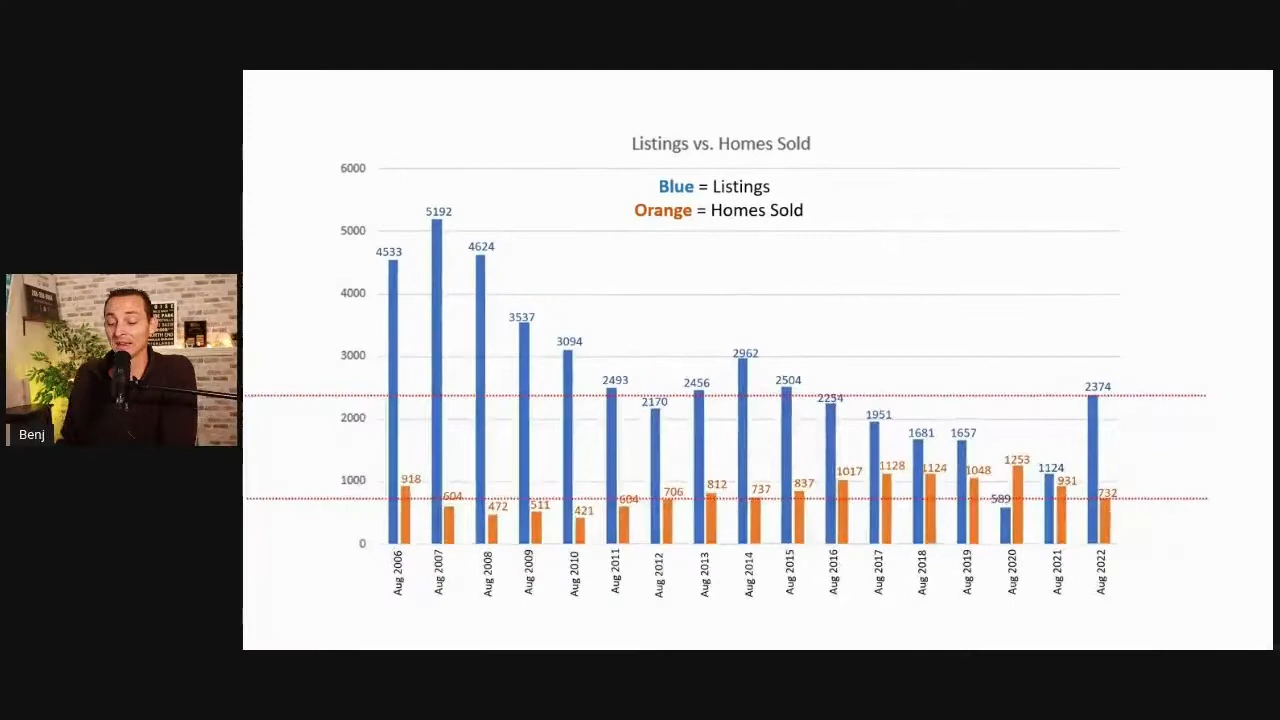 Listings vs. Homes Sold
Blue = Listings
Orange = Homes Sold
6000
5000
4000
3000
2000
1000
0
4533
5192
4624
3537
3094
2493
2170
2456
2962
2504
2254
1951
1681
1657
589
1124
2374
918
604
472
511
421
604
706
812
737
837
1017
1128
1124
1048
1253
931
732
Aug 2006
Aug 2007
Aug 2008
Aug 2009
Aug 2010
Aug 2011
Aug 2012
Aug 2013
Aug 2014
Aug 2015
Aug 2016
Aug 2017
Aug 2018
Aug 2019
Aug 2020
Aug 2021
Aug 2022
Benj